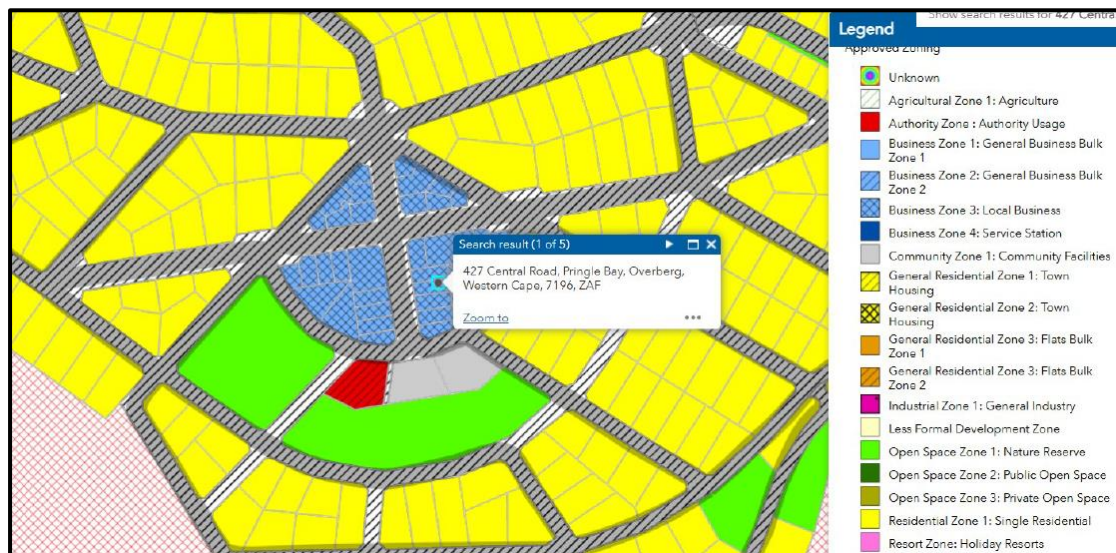 Show search results for 427 Centra
Legend
Approved Zoning
Unknown
Agricultural Zone 1: Agriculture
Authority Zone : Authority Usage
Business Zone 1: General Business Bulk
Zone 1
Business Zone 2: General Business Bulk
Zone 2
Business Zone 3: Local Business
Business Zone 4: Service Station
Community Zone 1: Community Facilities
General Residential Zone 1: Town
Housing
General Residential Zone 2: Town
Housing
General Residential Zone 3: Flats Bulk
Zone 1
General Residential Zone 3: Flats Bulk
Zone 2
Industrial Zone 1: General Industry
Less Formal Development Zone
Open Space Zone 1: Nature Reserve
Open Space Zone 2: Public Open Space
Open Space Zone 3: Private Open Space
Residential Zone 1: Single Residential
Resort Zone: Holiday Resorts
Search result (1 of 5)
427 Central Road, Pringle Bay, Overberg,
Western Cape, 7196, ZAF
Zoom to